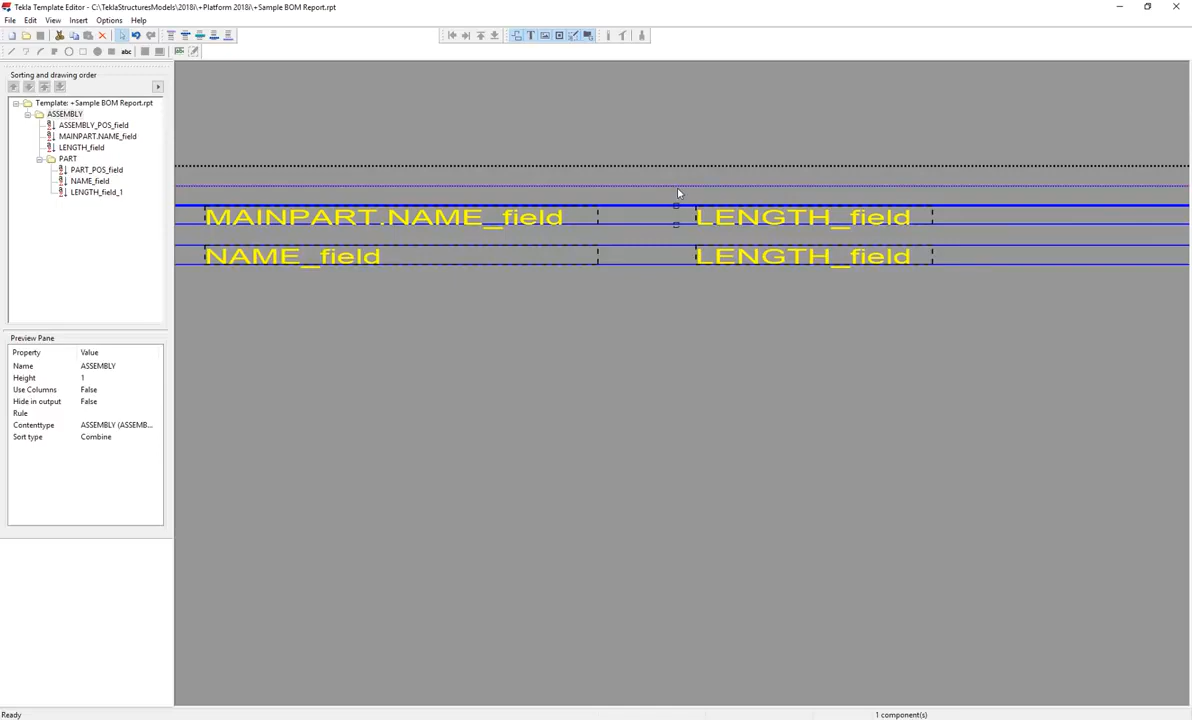 Tekla Template Editor - C:\TeklaStructuresModels\2018i\+Platform 2018i\+Sample BOM Report.rpt
File Edit View Insert Options Help
abc
Sorting and drawing order
Template: +Sample BOM Report.rpt
ASSEMBLY
ASSEMBLY_POS_field
MAINPART.NAME_field
LENGTH_field
PART
PART_POS_field
NAME_field
LENGTH_field_1
MAINPART.NAME_field LENGTH_field
NAME_field LENGTH_field
Preview Pane
Property Value
Name ASSEMBLY
Height 1
Use Columns False
Hide in output False
Rule
Contenttype ASSEMBLY (ASSEMB...
Sort type Combine
Ready 1 component(s)